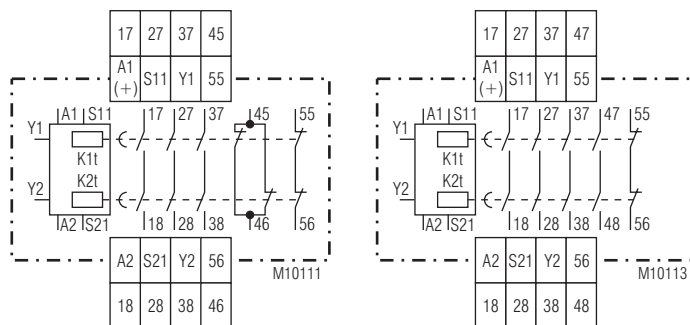 17 27 37 45
A1 (+) S11 Y1 55
A1 S11 17 27 37 45 55
Y1
K1t
K2t
Y2
A2 S21 18 28 38 46 56
A2 S21 Y2 56
M10111
18 28 38 46
17 27 37 47
A1 (+) S11 Y1 55
A1 S11 17 27 37 47 55
Y1
K1t
K2t
Y2
A2 S21 18 28 38 48 56
A2 S21 Y2 56
M10113
18 28 38 48